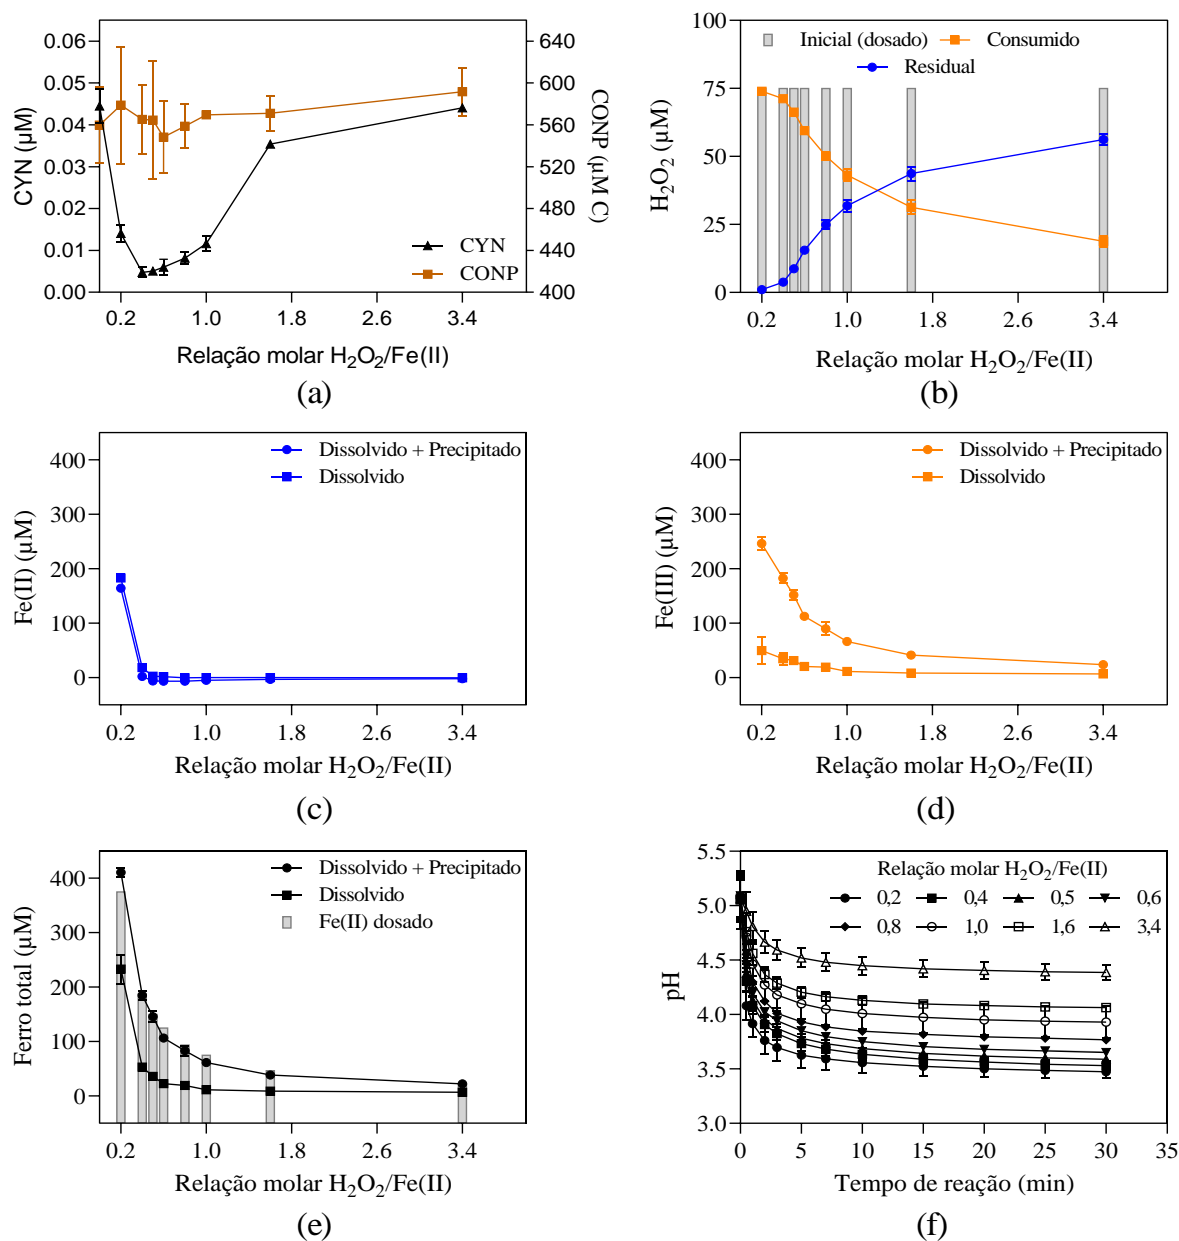 0.06
0.05
0.04
0.03
0.02
0.01
0.00
CYN (µM)
640
600
560
520
480
440
400
CONP (µM C)
CYN
CONP
0.2 1.0 1.8 2.6 3.4
Relação molar H₂O₂/Fe(II)
(a)
100
75
50
25
0
H₂O₂ (µM)
Inicial (dosado) Consumido
Residual
0.2 1.0 1.8 2.6 3.4
Relação molar H₂O₂/Fe(II)
(b)
400
300
200
100
0
Fe(II) (µM)
Dissolvido + Precipitado
Dissolvido
0.2 1.0 1.8 2.6 3.4
Relação molar H₂O₂/Fe(II)
(c)
400
300
200
100
0
Fe(III) (µM)
Dissolvido + Precipitado
Dissolvido
0.2 1.0 1.8 2.6 3.4
Relação molar H₂O₂/Fe(II)
(d)
400
300
200
100
0
Ferro total (µM)
Dissolvido + Precipitado
Dissolvido
Fe(II) dosado
0.2 1.0 1.8 2.6 3.4
Relação molar H₂O₂/Fe(II)
(e)
5.5
5.0
4.5
4.0
3.5
3.0
pH
Relação molar H₂O₂/Fe(II)
0,2 0,4 0,5 0,6
0,8 1,0 1,6 3,4
0 5 10 15 20 25 30 35
Tempo de reação (min)
(f)